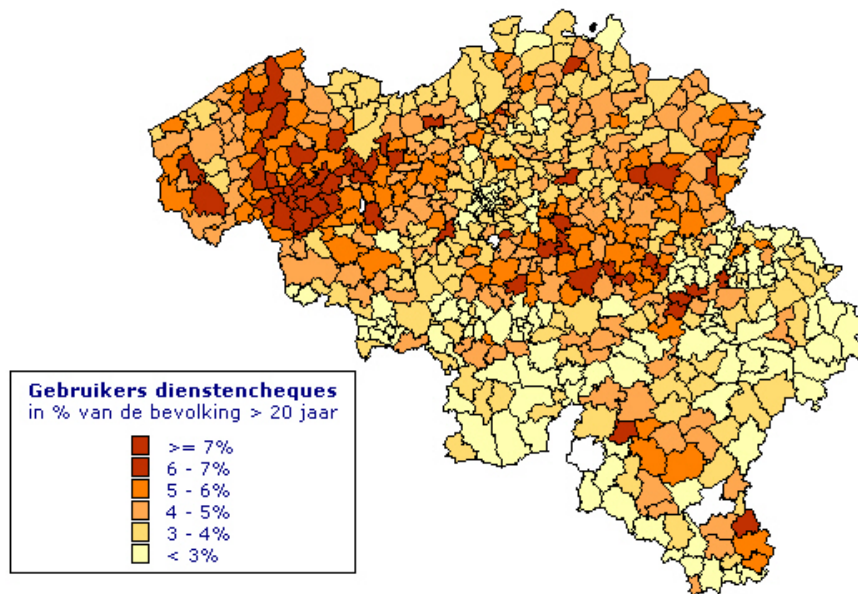 Gebruikers dienstencheques
in % van de bevolking > 20 jaar
>= 7%
6 - 7%
5 - 6%
4 - 5%
3 - 4%
< 3%